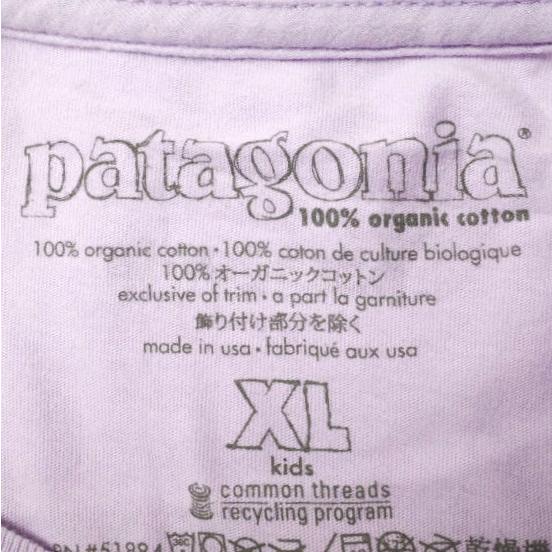 patagonia®
100% organic cotton
100% organic cotton • 100% coton de culture biologique
100%オーガニックコットン
exclusive of trim • a part la garniture
飾り付け部分を除く
made in usa • fabriqué aux usa
XL
kids
common threads
recycling program
RN#51884